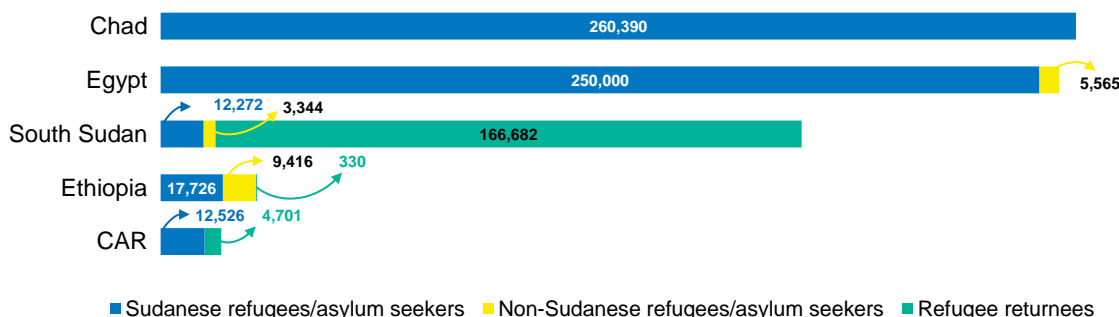 Chad
260,390
Egypt
250,000
5,565
12,272
3,344
South Sudan
166,682
9,416
330
Ethiopia
17,726
12,526
4,701
CAR
Sudanese refugees/asylum seekers
Non-Sudanese refugees/asylum seekers
Refugee returnees